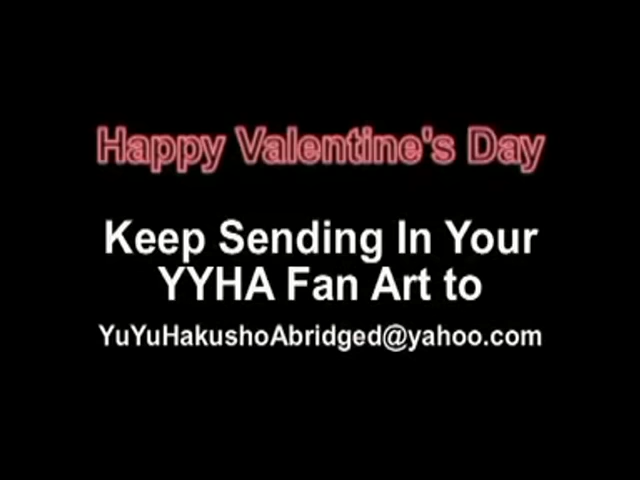 Happy Valentine's Day
Keep Sending In Your
YYHA Fan Art to
YuYuHakushoAbridged@yahoo.com